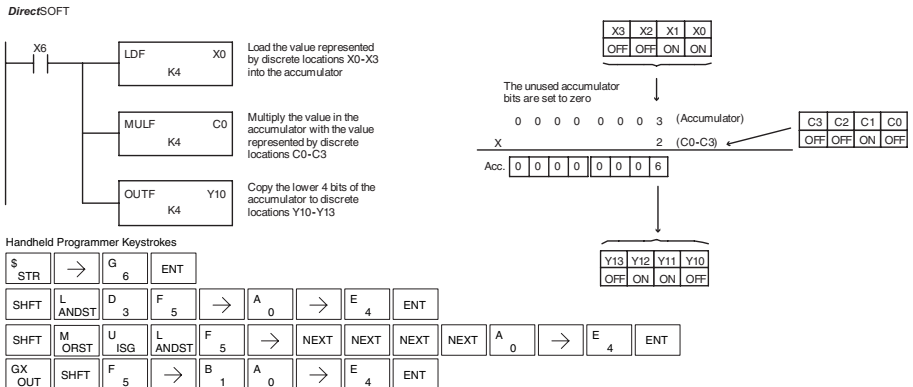 DirectSOFT
X6
LDF X0
K4
Load the value represented
by discrete locations X0-X3
into the accumulator
MULF C0
K4
Multiply the value in the
accumulator with the value
represented by discrete
locations C0-C3
OUTF Y10
K4
Copy the lower 4 bits of the
accumulator to discrete
locations Y10-Y13
X3 X2 X1 X0
OFF OFF ON ON
The unused accumulator
bits are set to zero
0 0 0 0 0 0 0 3 (Accumulator)
X 2 (C0-C3)
C3 C2 C1 C0
OFF OFF ON OFF
Acc. 0 0 0 0 0 0 0 6
Y13 Y12 Y11 Y10
OFF ON ON OFF
Handheld Programmer Keystrokes
$ STR → G 6 ENT
SHFT L ANDST D 3 F 5 → A 0 → E 4 ENT
SHFT M ORST U ISG L ANDST F 5 → NEXT NEXT NEXT NEXT A 0 → E 4 ENT
GX OUT SHFT F 5 → B 1 A 0 → E 4 ENT